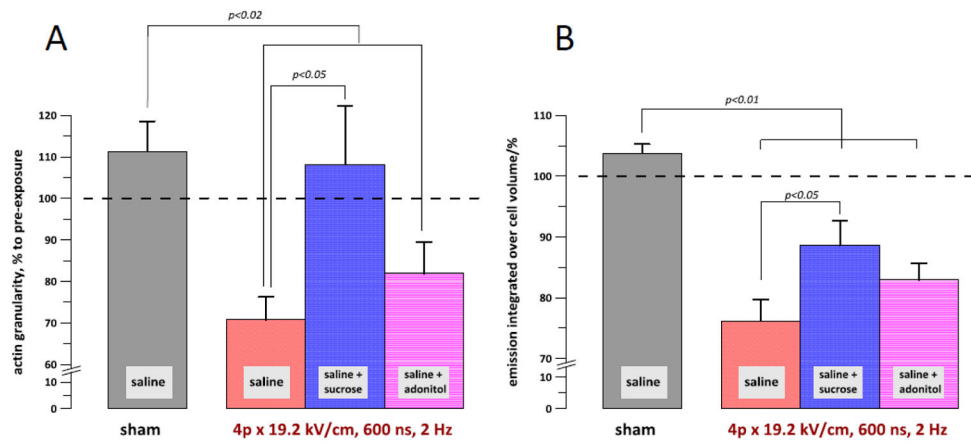 A
p<0.02
p<0.05
actin granularity, % to pre-exposure
120
110
100
90
80
70
60
10
0
saline
saline
saline +
sucrose
saline +
adonitol
sham
4p x 19.2 kV/cm, 600 ns, 2 Hz
B
p<0.01
p<0.05
emission integrated over cell volume/%
110
100
90
80
70
10
0
saline
saline
saline +
sucrose
saline +
adonitol
sham
4p x 19.2 kV/cm, 600 ns, 2 Hz